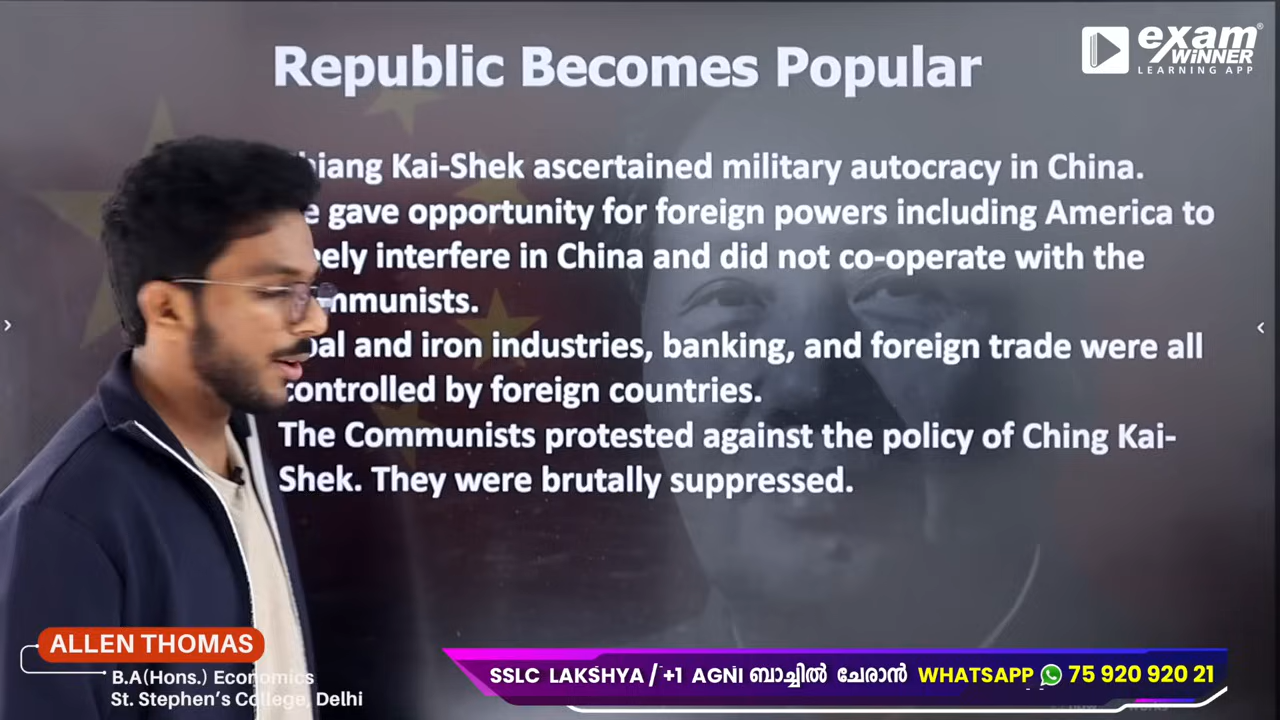 Republic Becomes Popular
exam
WiNNER
LEARNING APP
Kai-Shek ascertained military autocracy in China.
gave opportunity for foreign powers including America to
interfere in China and did not co-operate with the
and iron industries, banking, and foreign trade were all
controlled by foreign countries.
The Communists protested against the policy of Ching Kai-
Shek. They were brutally suppressed.
ALLEN THOMAS
B.A(Hons.) Economics
St. Stephen's College, Delhi
SSLC LAKSHYA / +1 AGNI ബാച്ചിൽ ചേരാൻ WHATSAPP 75 920 920 21